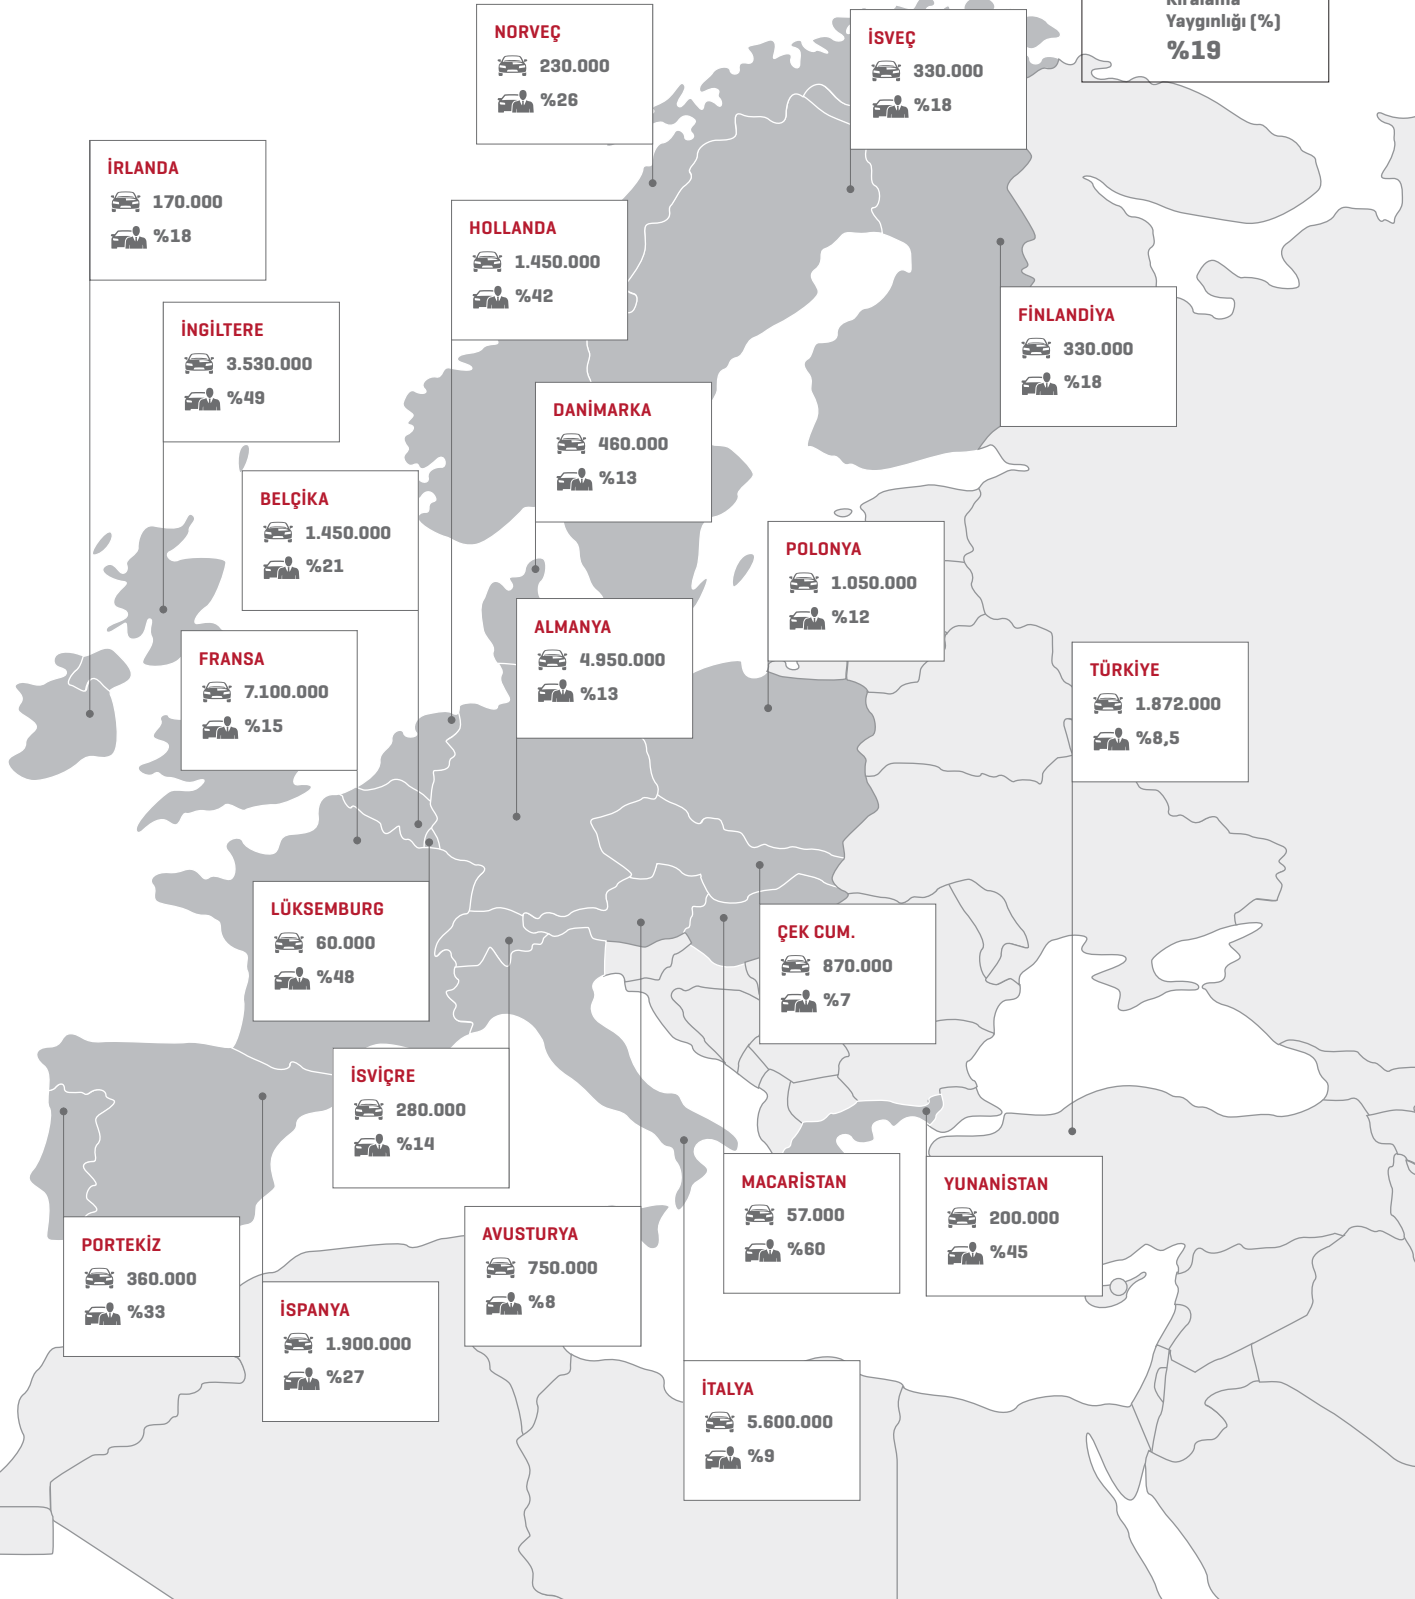 Kiralama
Yaygınlığı (%)
%19
NORVEÇ
230.000
%26
İSVEÇ
330.000
%18
İRLANDA
170.000
%18
HOLLANDA
1.450.000
%42
İNGİLTERE
3.530.000
%49
FİNLANDİYA
330.000
%18
DANİMARKA
460.000
%13
BELÇİKA
1.450.000
%21
POLONYA
1.050.000
%12
ALMANYA
4.950.000
%13
FRANSA
7.100.000
%15
TÜRKİYE
1.872.000
%8,5
LÜKSEMBURG
60.000
%48
ÇEK CUM.
870.000
%7
İSVİÇRE
280.000
%14
MACARİSTAN
57.000
%60
YUNANİSTAN
200.000
%45
AVUSTURYA
750.000
%8
PORTEKİZ
360.000
%33
İSPANYA
1.900.000
%27
İTALYA
5.600.000
%9